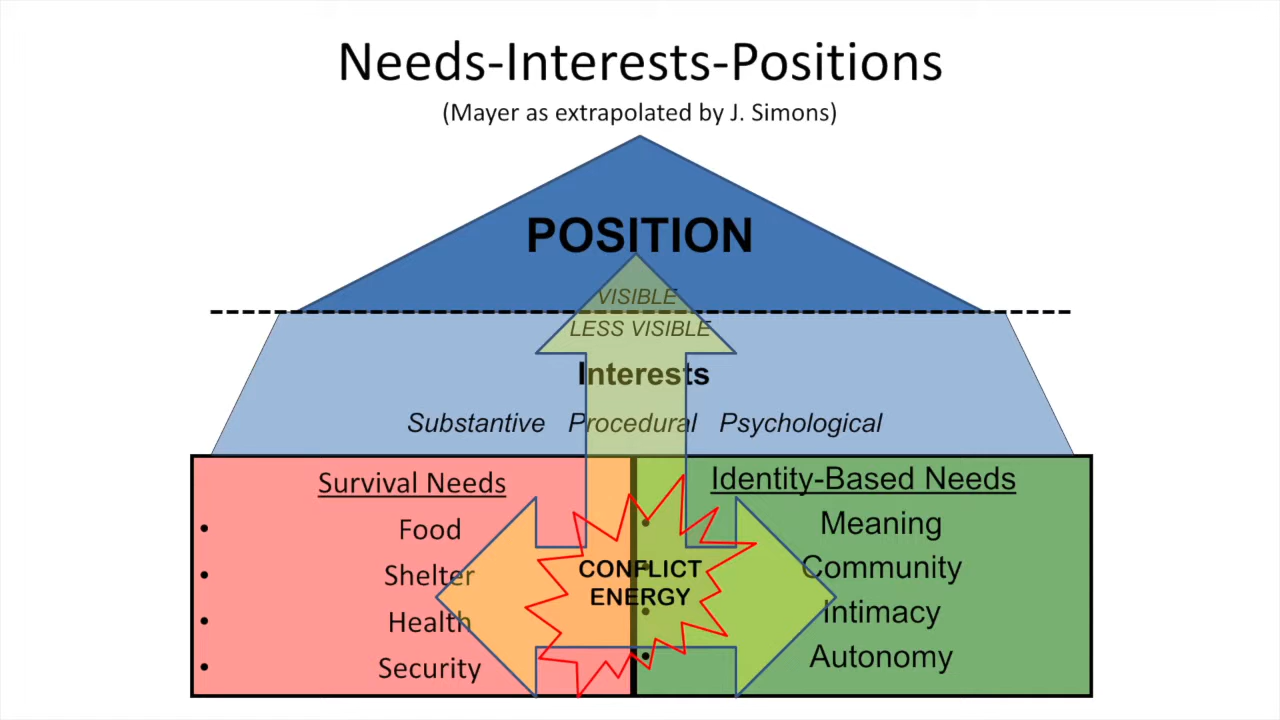 Needs-Interests-Positions
(Mayer as extrapolated by J. Simons)
POSITION
VISIBLE
LESS VISIBLE
Interests
Substantive Procedural Psychological
Survival Needs
• Food
• Shelter
• Health
• Security
Identity-Based Needs
• Meaning
• Community
• Intimacy
• Autonomy
CONFLICT
ENERGY